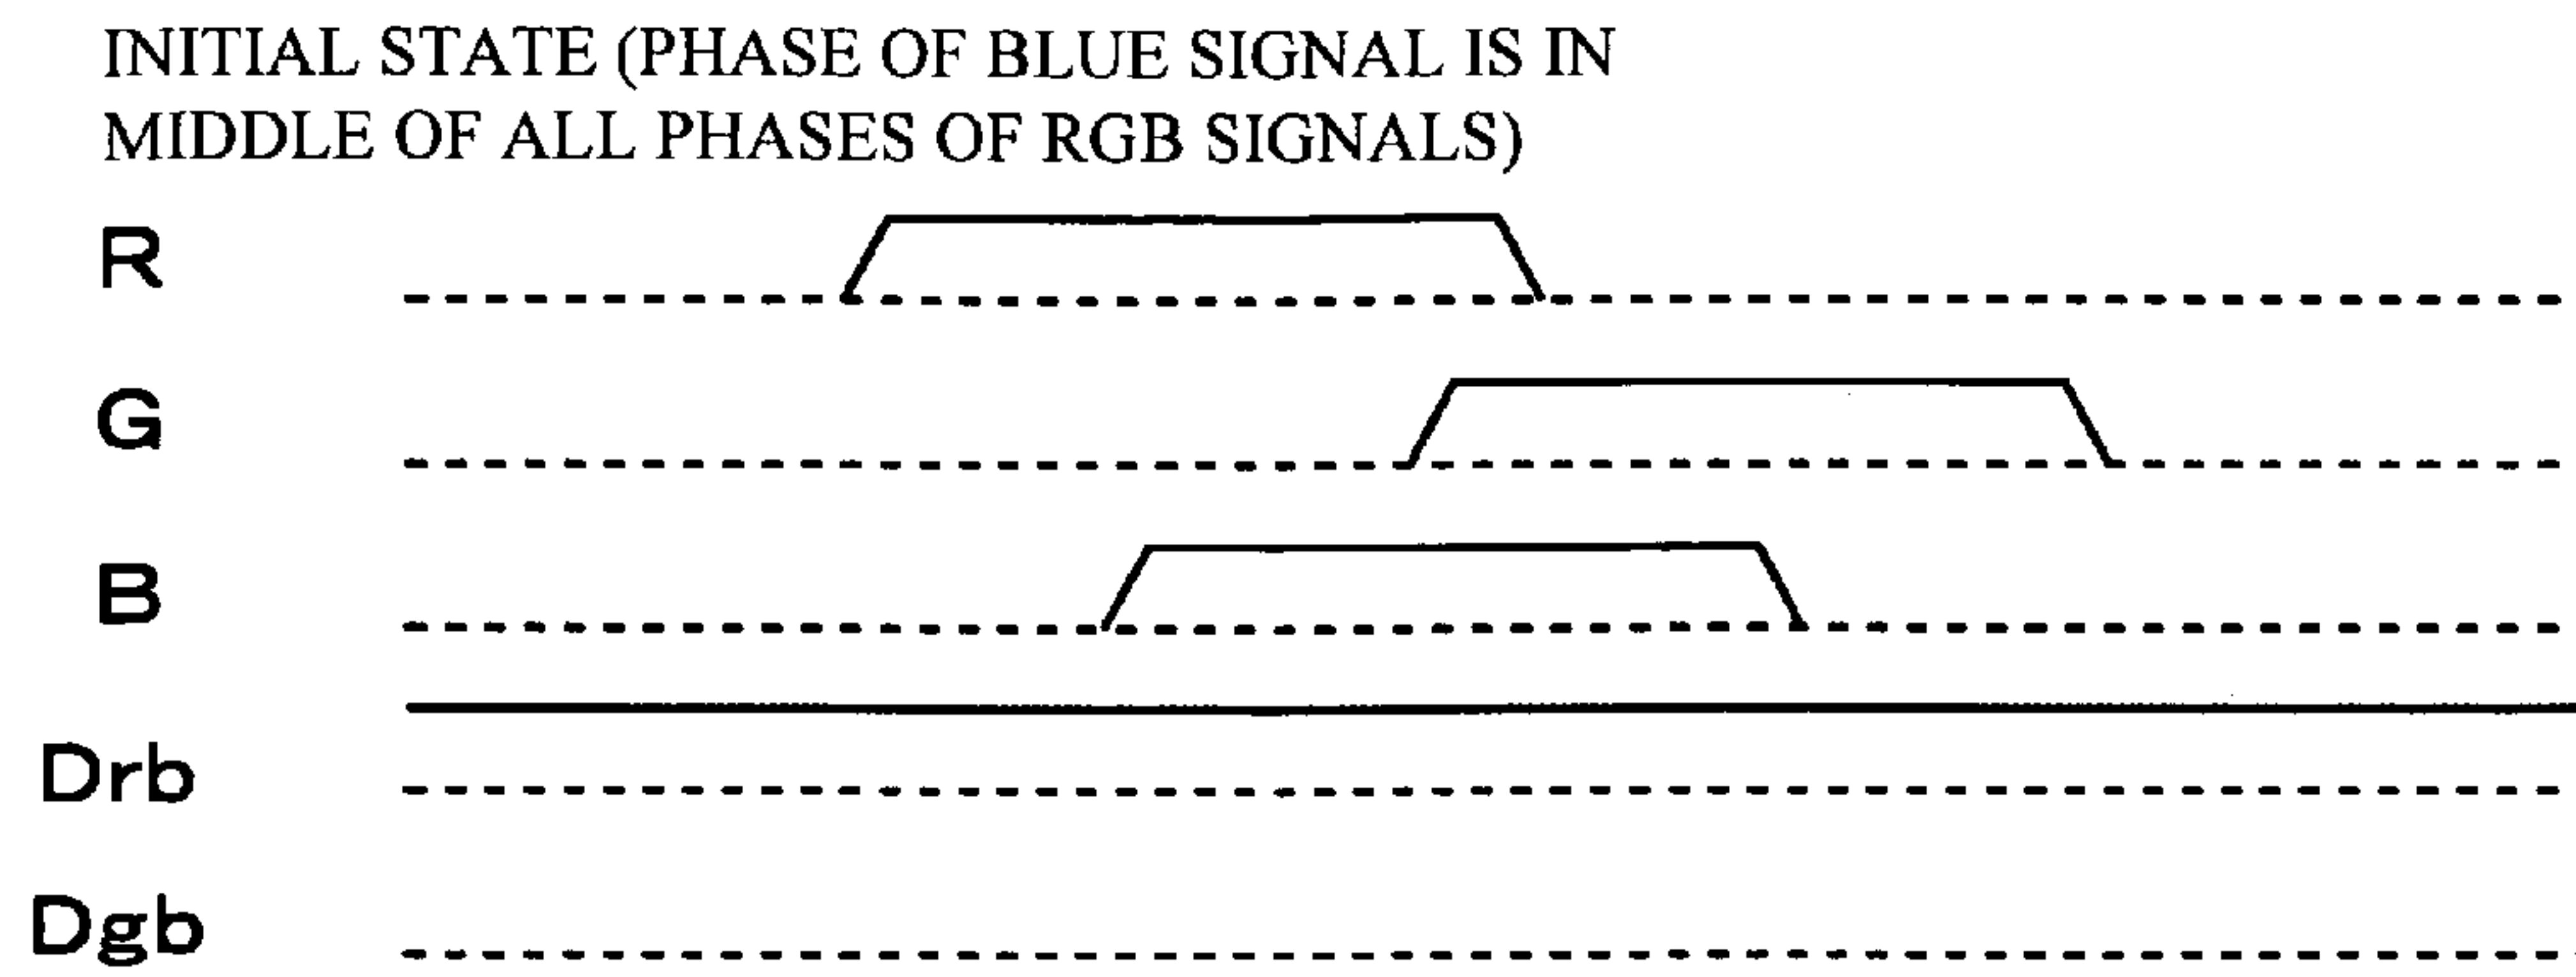 INITIAL STATE (PHASE OF BLUE SIGNAL IS IN
MIDDLE OF ALL PHASES OF RGB SIGNALS)
R
G
B
Drb
Dgb